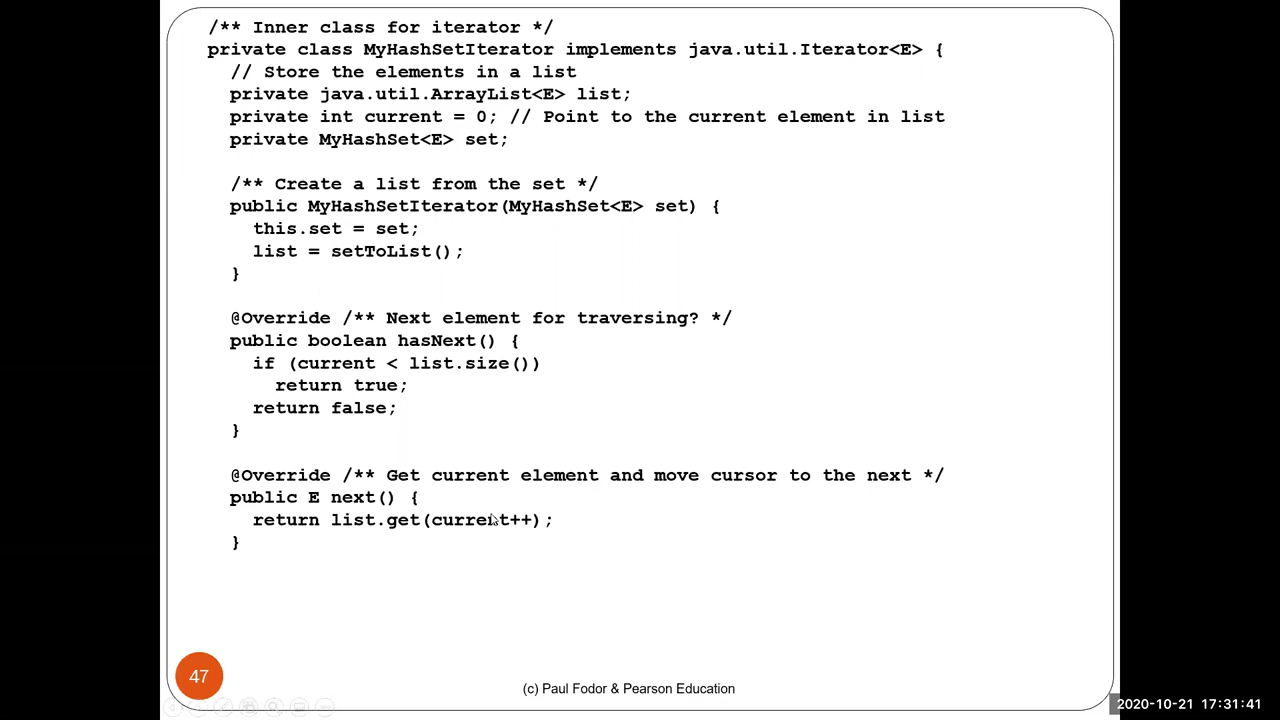 /** Inner class for iterator */
private class MyHashSetIterator implements java.util.Iterator<E> {
// Store the elements in a list
private java.util.ArrayList<E> list;
private int current = 0; // Point to the current element in list
private MyHashSet<E> set;
/** Create a list from the set */
public MyHashSetIterator(MyHashSet<E> set) {
this.set = set;
list = setToList();
}
@Override /** Next element for traversing? */
public boolean hasNext() {
if (current < list.size())
return true;
return false;
}
@Override /** Get current element and move cursor to the next */
public E next() {
return list.get(current++);
}
47
(c) Paul Fodor & Pearson Education
2020-10-21 17:31:41